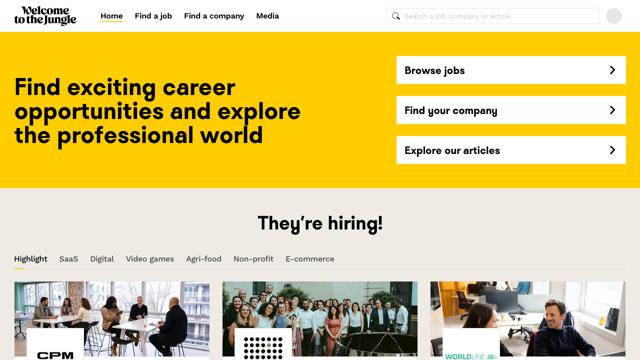 Welcome
to the Jungle
Home
Find a job
Find a company
Media
Search a job, company or article
Find exciting career
opportunities and explore
the professional world
Browse jobs
Find your company
Explore our articles
They're hiring!
Highlight
SaaS
Digital
Video games
Agri-food
Non-profit
E-commerce
CPM
WORLDLINE